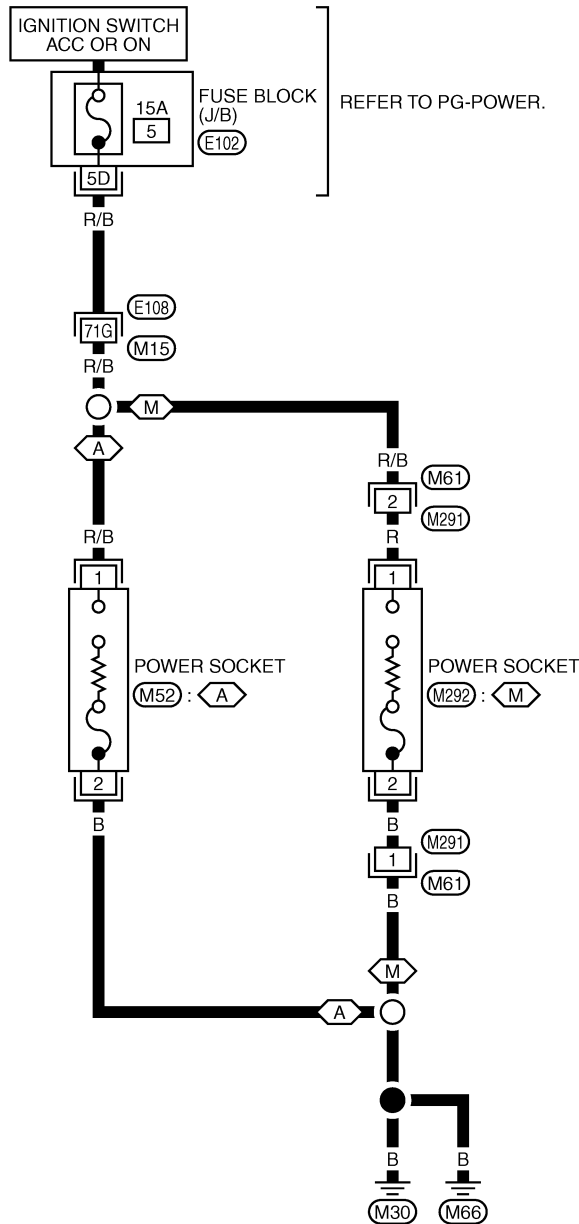 IGNITION SWITCH
ACC OR ON
FUSE BLOCK
(J/B)
E102
15A
5
REFER TO PG-POWER.
5D
R/B
E108
71G
M15
R/B
M
A
R/B
M61
2
M291
R/B
R
1
1
POWER SOCKET
M52 : A
POWER SOCKET
M292 : M
2
2
B
B
M291
1
M61
B
M
A
B
B
M30
M66